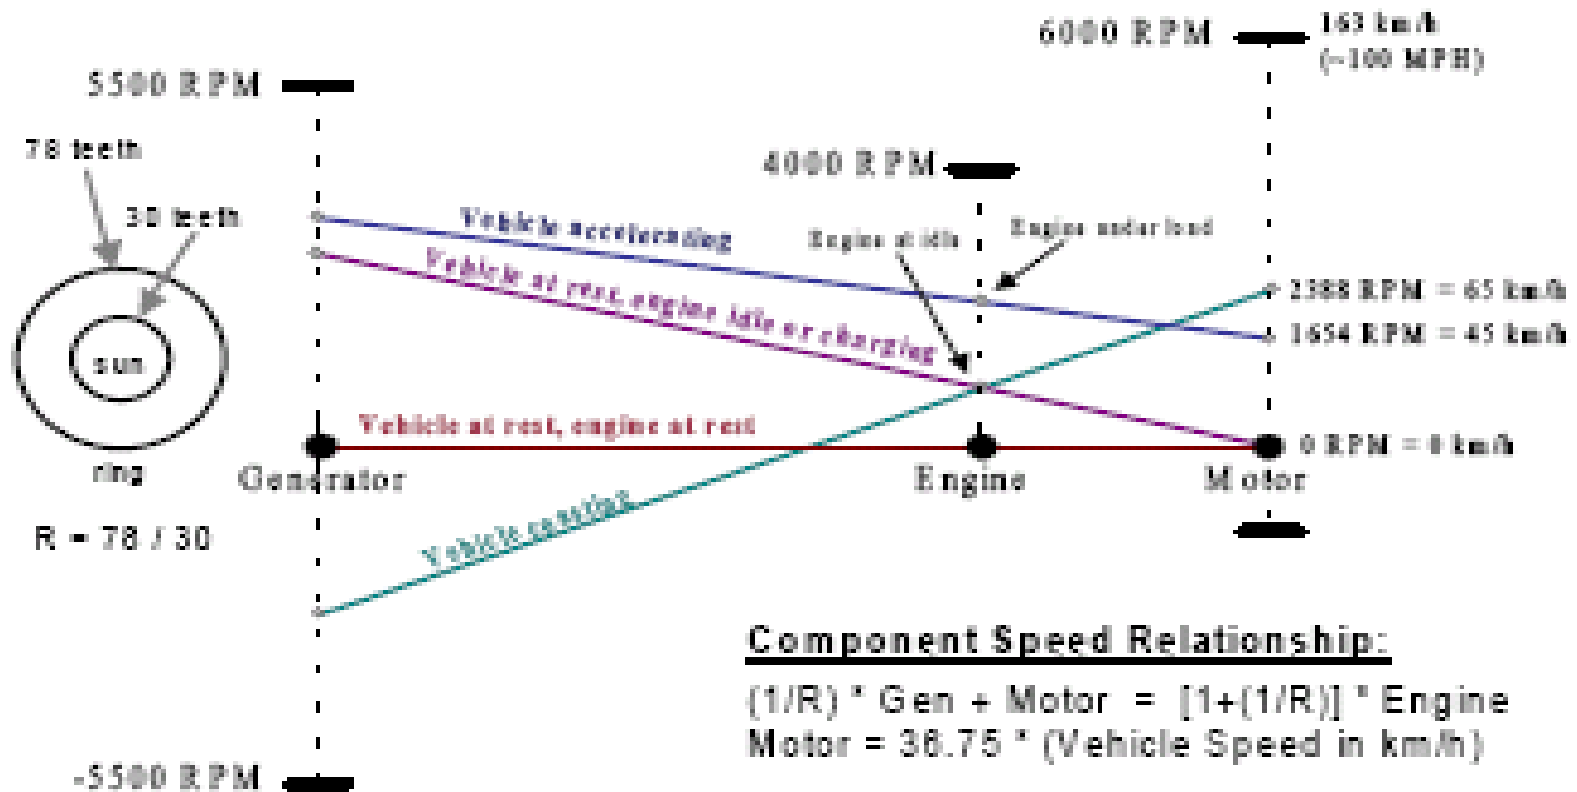 6000 RPM
163 km/h
(~100 MPH)
5500 RPM
78 teeth
4000 RPM
30 teeth
Vehicle accelerating
Engine at idle
Engine under load
Vehicle at rest, engine idle or charging
2388 RPM = 65 km/h
1654 RPM = 45 km/h
sun
Vehicle at rest, engine at rest
0 RPM = 0 km/h
ring
Generator
Engine
Motor
R = 78 / 30
Vehicle coasting
Component Speed Relationship:
(1/R) * Gen + Motor = [1+(1/R)] * Engine
Motor = 36.75 * (Vehicle Speed in km/h)
-5500 RPM